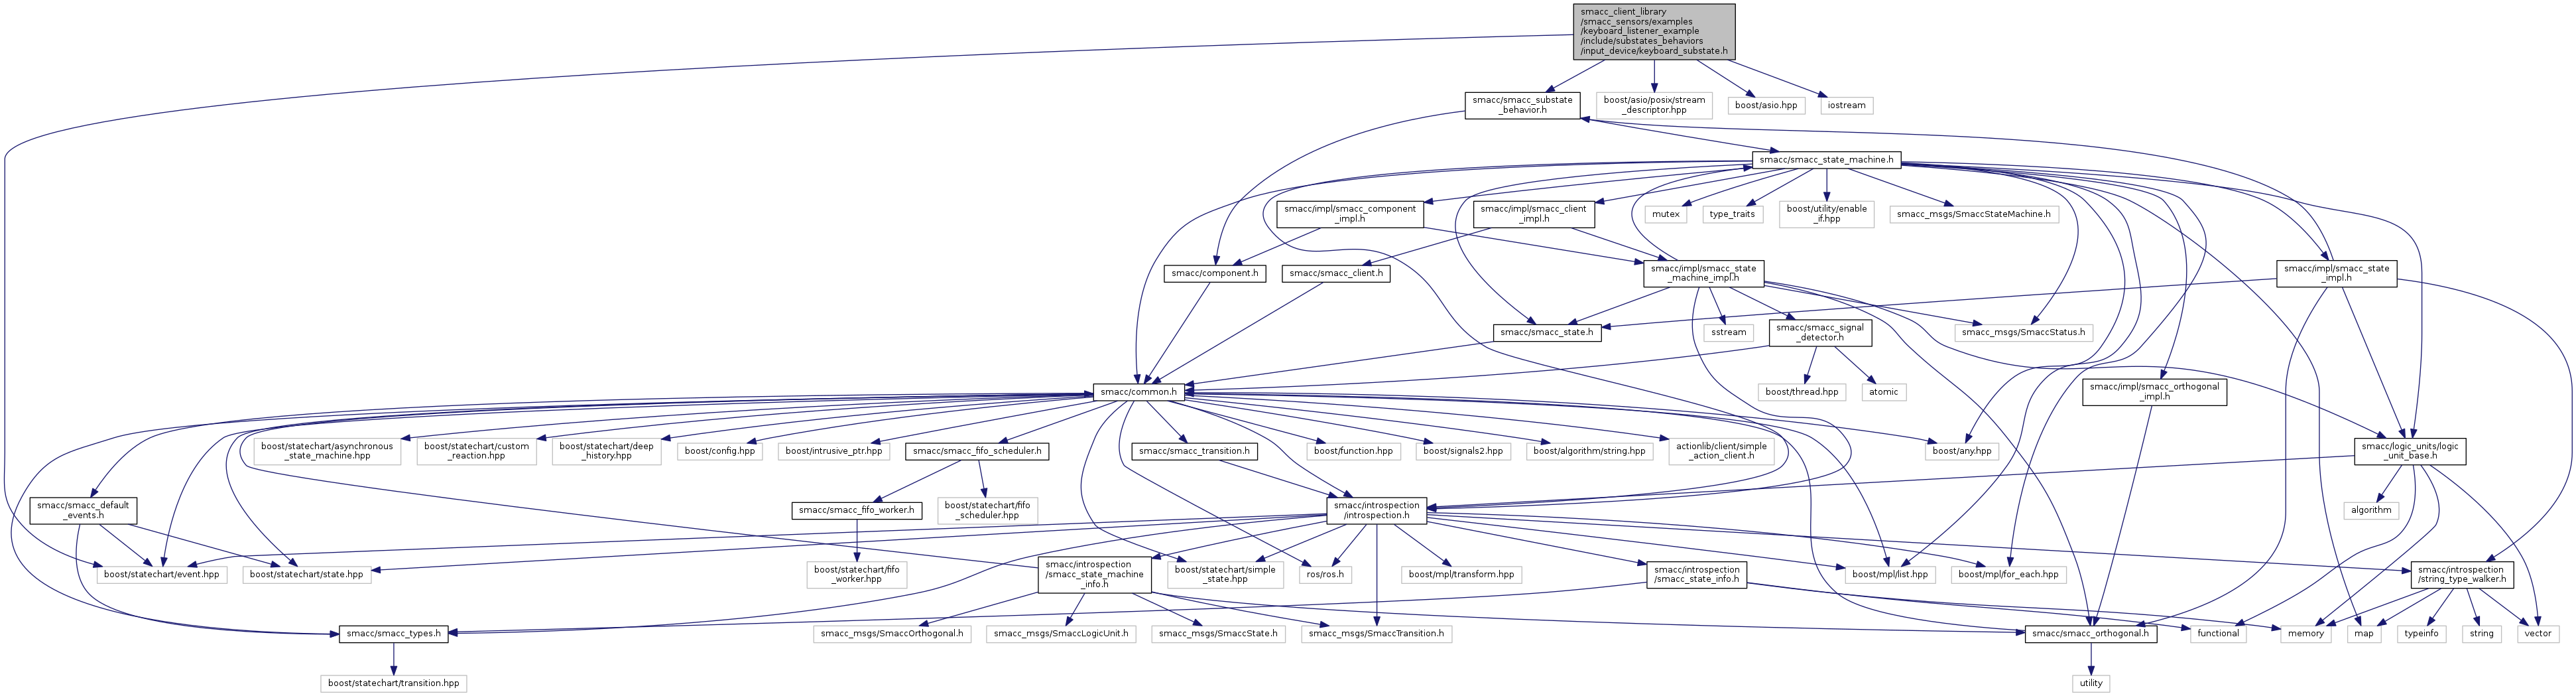 smacc_client_library
/smacc_sensors/examples
/keyboard_listener_example
/include/substates_behaviors
/input_device/keyboard_substate.h
smacc/smacc_substate
_behavior.h
boost/asio/posix/stream
_descriptor.hpp
boost/asio.hpp
iostream
smacc/smacc_state_machine.h
smacc/impl/smacc_component
_impl.h
smacc/impl/smacc_client
_impl.h
mutex
type_traits
boost/utility/enable
_if.hpp
smacc_msgs/SmaccStateMachine.h
smacc/component.h
smacc/smacc_client.h
smacc/impl/smacc_state
_machine_impl.h
smacc/impl/smacc_state
_impl.h
smacc/smacc_state.h
sstream
smacc/smacc_signal
_detector.h
smacc_msgs/SmaccStatus.h
smacc/common.h
boost/thread.hpp
atomic
smacc/impl/smacc_orthogonal
_impl.h
boost/statechart/asynchronous
_state_machine.hpp
boost/statechart/custom
_reaction.hpp
boost/statechart/deep
_history.hpp
boost/config.hpp
boost/intrusive_ptr.hpp
smacc/smacc_fifo_scheduler.h
smacc/smacc_transition.h
boost/function.hpp
boost/signals2.hpp
boost/algorithm/string.hpp
actionlib/client/simple
_action_client.h
boost/any.hpp
smacc/logic_units/logic
_unit_base.h
smacc/smacc_default
_events.h
smacc/smacc_fifo_worker.h
boost/statechart/fifo
_scheduler.hpp
smacc/introspection
/introspection.h
algorithm
boost/statechart/event.hpp
boost/statechart/state.hpp
boost/statechart/fifo
_worker.hpp
smacc/introspection
/smacc_state_machine
_info.h
boost/statechart/simple
_state.hpp
ros/ros.h
boost/mpl/transform.hpp
smacc/introspection
/smacc_state_info.h
boost/mpl/list.hpp
boost/mpl/for_each.hpp
smacc/introspection
/string_type_walker.h
smacc/smacc_types.h
smacc_msgs/SmaccOrthogonal.h
smacc_msgs/SmaccLogicUnit.h
smacc_msgs/SmaccState.h
smacc_msgs/SmaccTransition.h
smacc/smacc_orthogonal.h
functional
memory
map
typeinfo
string
vector
boost/statechart/transition.hpp
utility